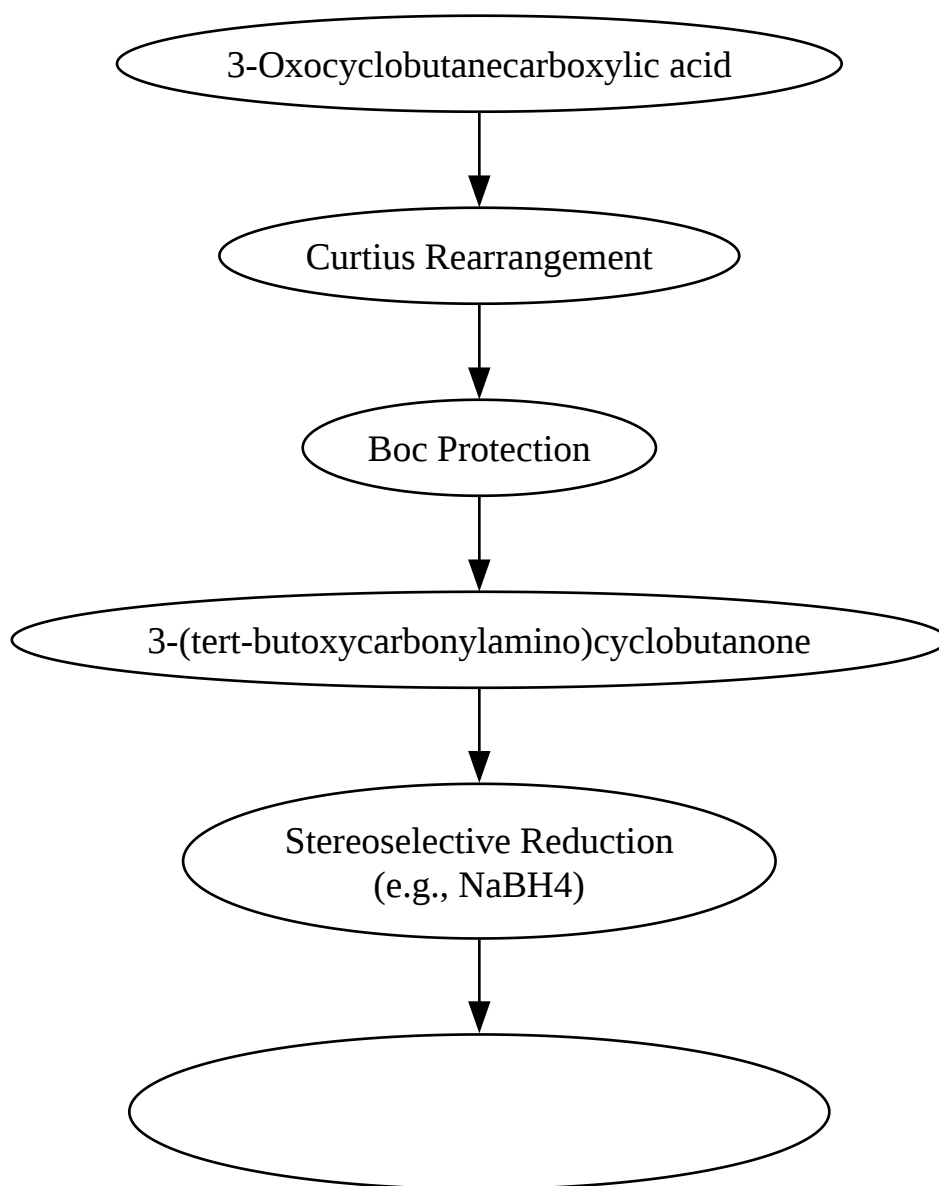 3-Oxocyclobutanecarboxylic acid
Curtius Rearrangement
Boc Protection
3-(tert-butoxycarbonylamino)cyclobutanone
Stereoselective Reduction
(e.g., NaBH4)